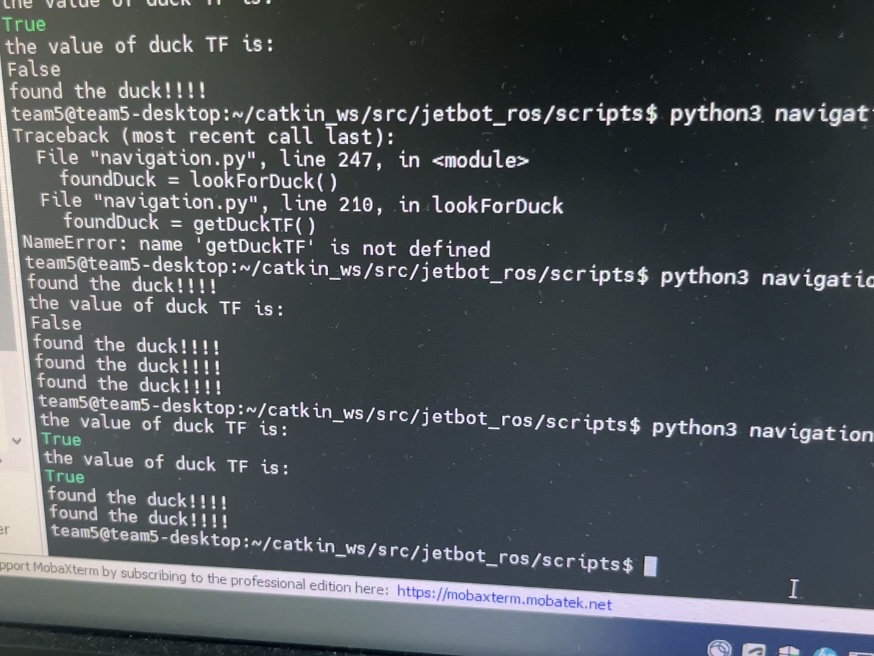 the value of duck TF is:
True
the value of duck TF is:
False
found the duck!!!!
team5@team5-desktop:~/catkin_ws/src/jetbot_ros/scripts$ python3 navigat
Traceback (most recent call last):
File "navigation.py", line 247, in <module>
foundDuck = lookForDuck()
File "navigation.py", line 210, in lookForDuck
foundDuck = getDuckTF()
NameError: name 'getDuckTF' is not defined
team5@team5-desktop:~/catkin_ws/src/jetbot_ros/scripts$ python3 navigatio
found the duck!!!!
the value of duck TF is:
False
found the duck!!!!
found the duck!!!!
found the duck!!!!
team5@team5-desktop:~/catkin_ws/src/jetbot_ros/scripts$ python3 navigation
the value of duck TF is:
True
the value of duck TF is:
True
found the duck!!!!
found the duck!!!!
team5@team5-desktop:~/catkin_ws/src/jetbot_ros/scripts$
er
pport MobaXterm by subscribing to the professional edition here: https://mobaxterm.mobatek.net